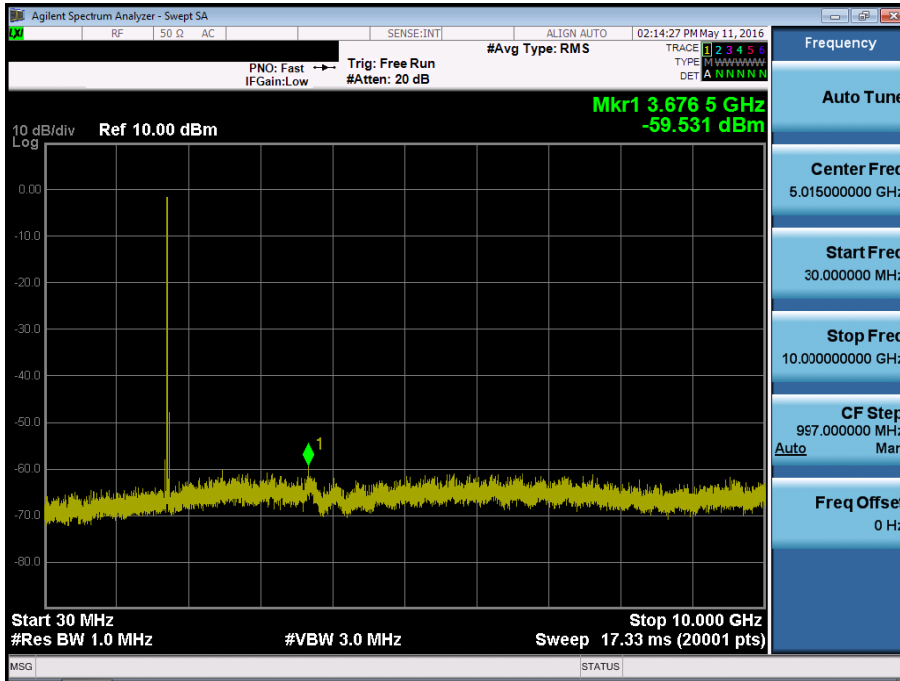 Agilent Spectrum Analyzer - Swept SA
LXI RF 50 Ω AC SENSE:INT ALIGN AUTO 02:14:27 PM May 11, 2016
#Avg Type: RMS TRACE 1 2 3 4 5 6
PNO: Fast Trig: Free Run TYPE M WWWWW
IFGain:Low #Atten: 20 dB DET A N N N N N
Mkr1 3.676 5 GHz
10 dB/div Ref 10.00 dBm -59.531 dBm
Log
0.00
-10.0
-20.0
-30.0
-40.0
-50.0
1
-60.0
-70.0
-80.0
Start 30 MHz Stop 10.000 GHz
#Res BW 1.0 MHz #VBW 3.0 MHz Sweep 17.33 ms (20001 pts)
MSG STATUS
Frequency
Auto Tune
Center Freq
5.015000000 GHz
Start Freq
30.000000 MHz
Stop Freq
10.000000000 GHz
CF Step
997.000000 MHz
Auto Man
Freq Offset
0 Hz